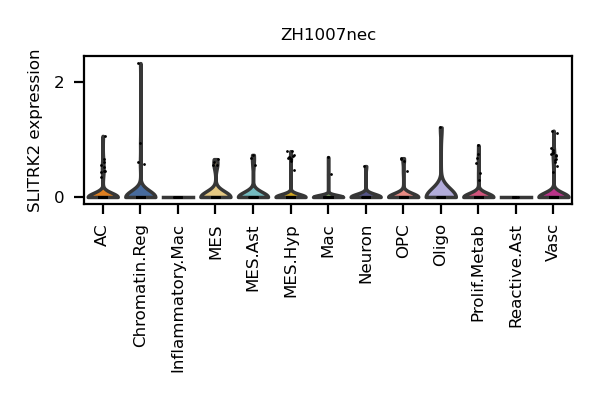 ZH1007nec
SLITRK2 expression
2
0
AC
Chromatin.Reg
Inflammatory.Mac
MES
MES.Ast
MES.Hyp
Mac
Neuron
OPC
Oligo
Prolif.Metab
Reactive.Ast
Vasc